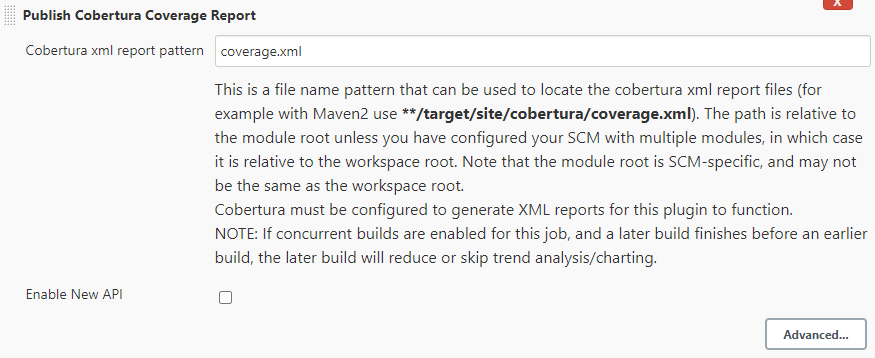 X
Publish Cobertura Coverage Report
Cobertura xml report pattern coverage.xml
This is a file name pattern that can be used to locate the cobertura xml report files (for
example with Maven2 use **/target/site/cobertura/coverage.xml). The path is relative to
the module root unless you have configured your SCM with multiple modules, in which case
it is relative to the workspace root. Note that the module root is SCM-specific, and may not
be the same as the workspace root.
Cobertura must be configured to generate XML reports for this plugin to function.
NOTE: If concurrent builds are enabled for this job, and a later build finishes before an earlier
build, the later build will reduce or skip trend analysis/charting.
Enable New API
Advanced...